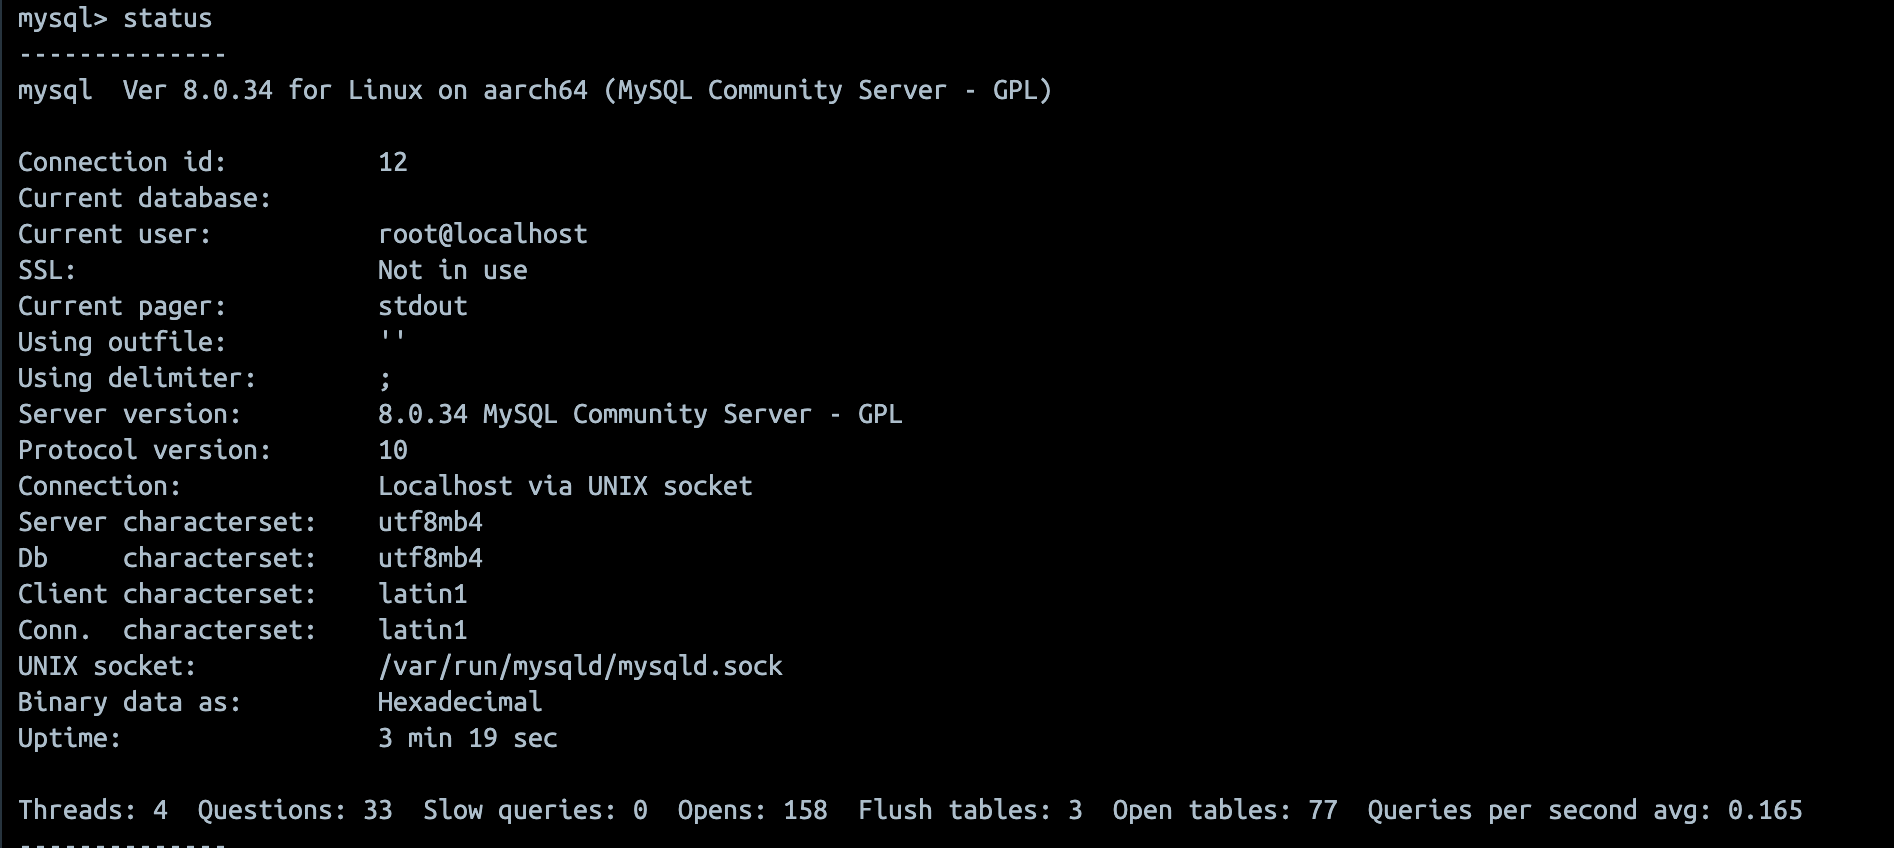 mysql> status
--------------
mysql  Ver 8.0.34 for Linux on aarch64 (MySQL Community Server - GPL)

Connection id:          12
Current database:
Current user:           root@localhost
SSL:                    Not in use
Current pager:          stdout
Using outfile:          ''
Using delimiter:        ;
Server version:         8.0.34 MySQL Community Server - GPL
Protocol version:       10
Connection:             Localhost via UNIX socket
Server characterset:    utf8mb4
Db     characterset:    utf8mb4
Client characterset:    latin1
Conn.  characterset:    latin1
UNIX socket:            /var/run/mysqld/mysqld.sock
Binary data as:         Hexadecimal
Uptime:                 3 min 19 sec

Threads: 4  Questions: 33  Slow queries: 0  Opens: 158  Flush tables: 3  Open tables: 77  Queries per second avg: 0.165
--------------